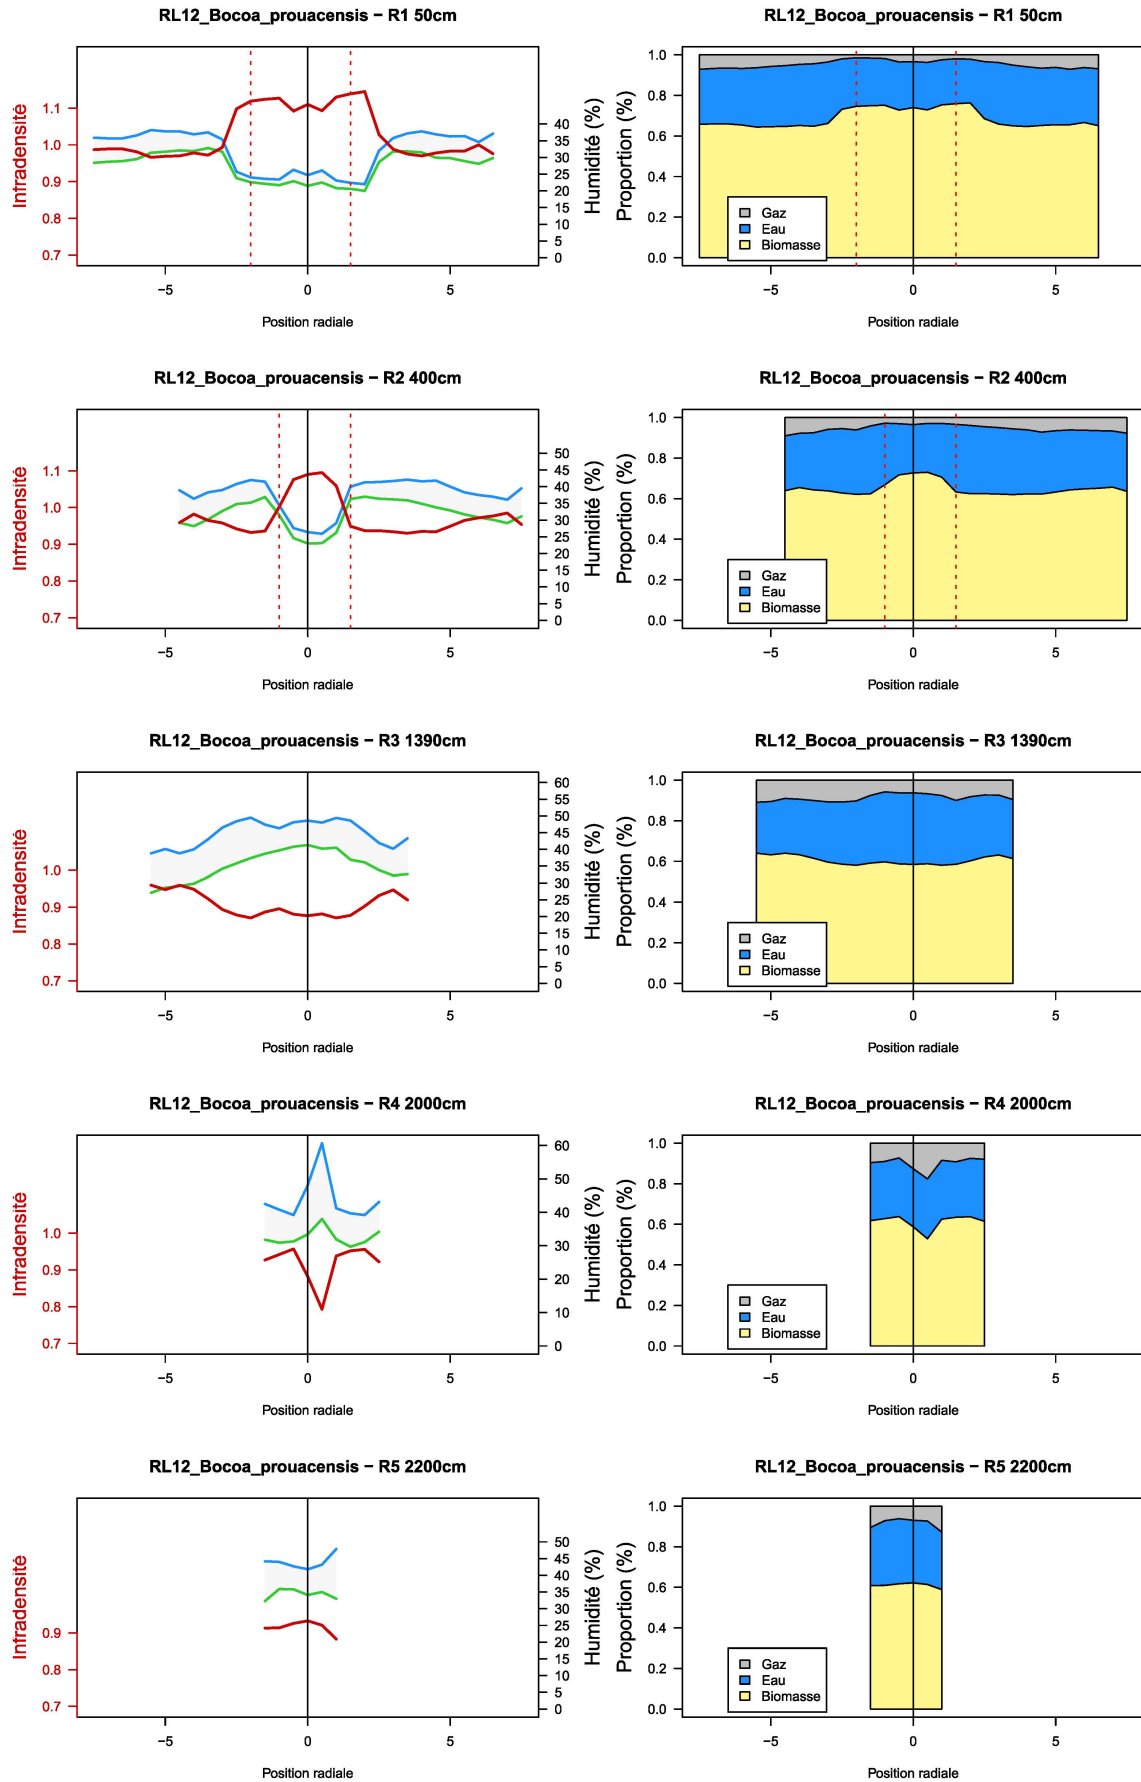 RL12_Bocoa_prouacensis − R1 50cm
Infradensité
1.1
1.0
0.9
0.8
0.7
40
35
30
25
20
15
10
5
0
Humidité (%)
−5 0 5
Position radiale
RL12_Bocoa_prouacensis − R1 50cm
Proportion (%)
1.0
0.8
0.6
0.4
0.2
0.0
Gaz
Eau
Biomasse
−5 0 5
Position radiale
RL12_Bocoa_prouacensis − R2 400cm
Infradensité
1.1
1.0
0.9
0.8
0.7
50
45
40
35
30
25
20
15
10
5
0
Humidité (%)
−5 0 5
Position radiale
RL12_Bocoa_prouacensis − R2 400cm
Proportion (%)
1.0
0.8
0.6
0.4
0.2
0.0
Gaz
Eau
Biomasse
−5 0 5
Position radiale
RL12_Bocoa_prouacensis − R3 1390cm
Infradensité
1.0
0.9
0.8
0.7
60
55
50
45
40
35
30
25
20
15
10
5
0
Humidité (%)
−5 0 5
Position radiale
RL12_Bocoa_prouacensis − R3 1390cm
Proportion (%)
1.0
0.8
0.6
0.4
0.2
0.0
Gaz
Eau
Biomasse
−5 0 5
Position radiale
RL12_Bocoa_prouacensis − R4 2000cm
Infradensité
1.0
0.9
0.8
0.7
60
50
40
30
20
10
0
Humidité (%)
−5 0 5
Position radiale
RL12_Bocoa_prouacensis − R4 2000cm
Proportion (%)
1.0
0.8
0.6
0.4
0.2
0.0
Gaz
Eau
Biomasse
−5 0 5
Position radiale
RL12_Bocoa_prouacensis − R5 2200cm
Infradensité
0.9
0.8
0.7
50
45
40
35
30
25
20
15
10
5
0
Humidité (%)
−5 0 5
Position radiale
RL12_Bocoa_prouacensis − R5 2200cm
Proportion (%)
1.0
0.8
0.6
0.4
0.2
0.0
Gaz
Eau
Biomasse
−5 0 5
Position radiale